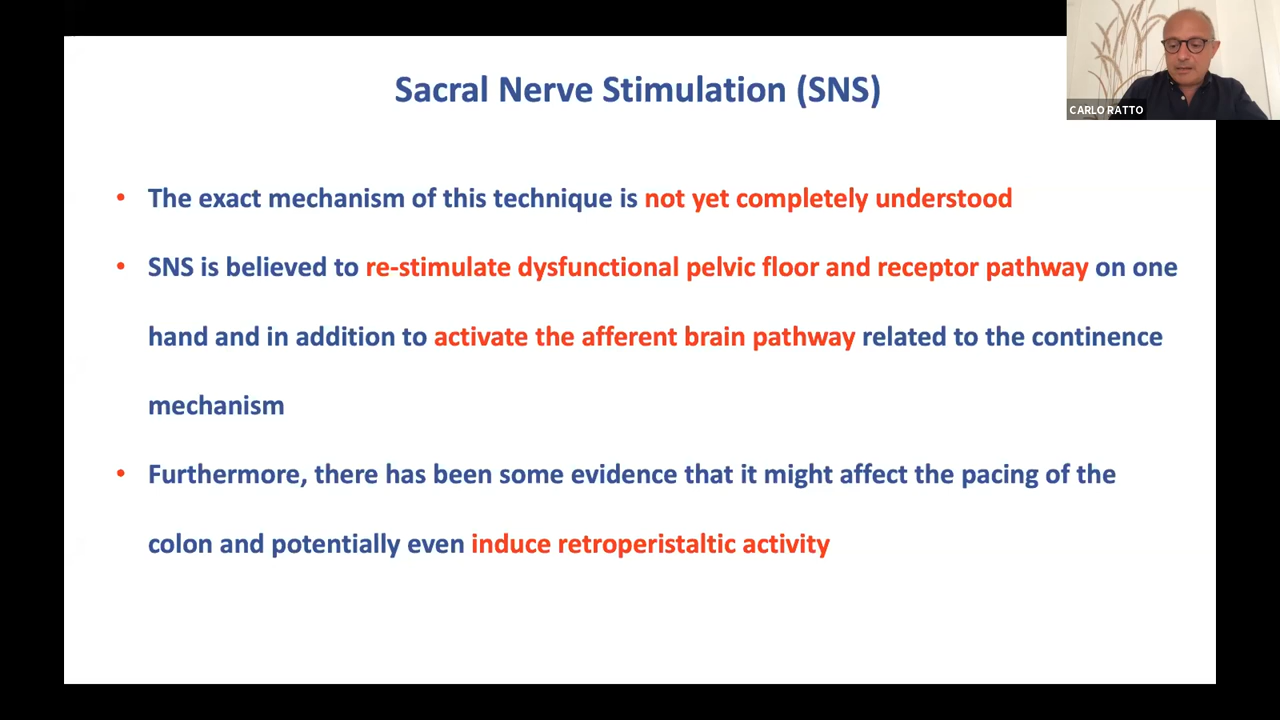 Sacral Nerve Stimulation (SNS)
CARLO RATTO
• The exact mechanism of this technique is not yet completely understood
• SNS is believed to re-stimulate dysfunctional pelvic floor and receptor pathway on one
hand and in addition to activate the afferent brain pathway related to the continence
mechanism
• Furthermore, there has been some evidence that it might affect the pacing of the
colon and potentially even induce retroperistaltic activity